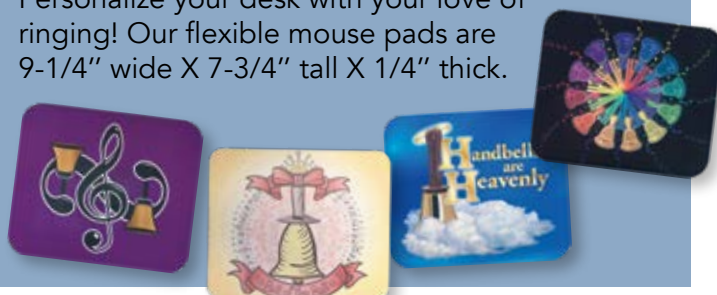 Personalize your desk with your love of
ringing! Our flexible mouse pads are
9-1/4″ wide X 7-3/4″ tall X 1/4″ thick.
Handbells
are
Heavenly